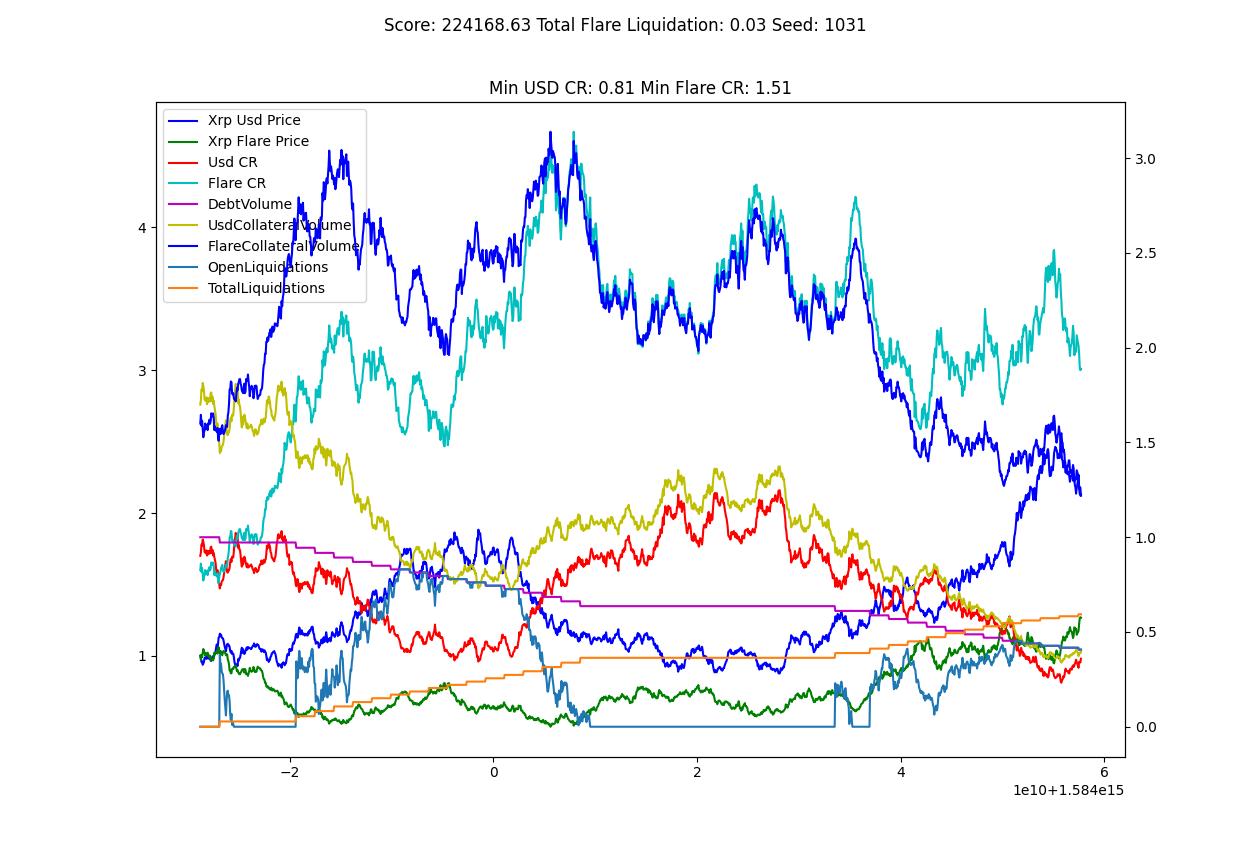 Score: 224168.63 Total Flare Liquidation: 0.03 Seed: 1031
Min USD CR: 0.81 Min Flare CR: 1.51
Xrp Usd Price
Xrp Flare Price
Usd CR
Flare CR
DebtVolume
UsdCollateralVolume
FlareCollateralVolume
OpenLiquidations
TotalLiquidations
4
3
2
1
3.0
2.5
2.0
1.5
1.0
0.5
0.0
−2 0 2 4 6
1e10+1.584e15